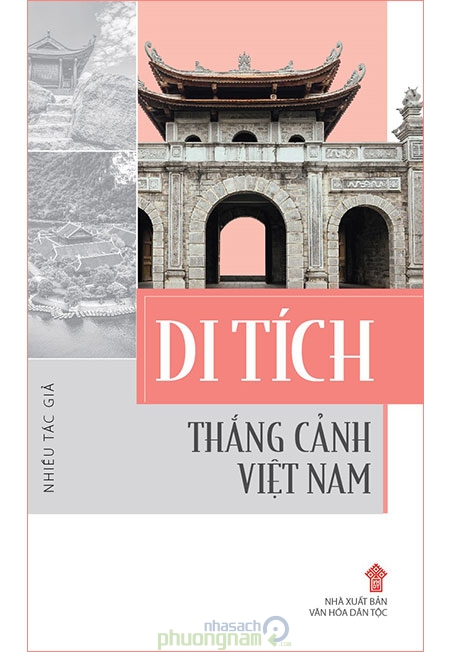 DI TÍCH
THẮNG CẢNH
VIỆT NAM
NHIỀU TÁC GIẢ
NHÀ XUẤT BẢN
VĂN HÓA DÂN TỘC
nhasach
phuongnam.com